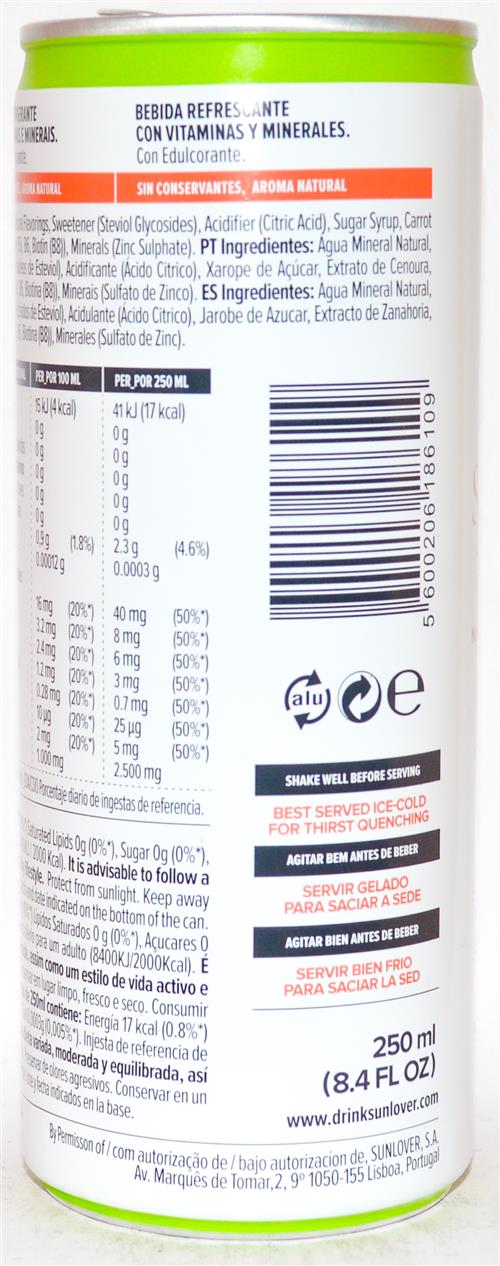 BEBIDA REFRESCANTE
E MINERAIS.
CON VITAMINAS Y MINERALES.
Con Edulcorante.
AROMA NATURAL
SIN CONSERVANTES, AROMA NATURAL
Flavorings, Sweetener (Steviol Glycosides), Acidifier (Citric Acid), Sugar Syrup, Carrot
B6, Biotin (B8)), Minerals (Zinc Sulphate). PT Ingredientes: Agua Mineral Natural,
de Esteviol), Acidificante (Ácido Cítrico), Xarope de Açúcar, Extrato de Cenoura,
B6, Biotina (B8)), Minerais (Sulfato de Zinco). ES Ingredientes: Agua Mineral Natural,
de Esteviol), Acidulante (Ácido Cítrico), Jarobe de Azucar, Extracto de Zanahoria,
Biotina (B8)), Minerales (Sulfato de Zinc).
PER_POR 100 ML PER_POR 250 ML
15 kJ (4 kcal) 41 kJ (17 kcal)
0 g 0 g
0 g 0 g
0 g 0 g
0 g 0 g
0 g 0 g
0.9 g (1.8%) 2.3 g (4.6%)
0.00012 g 0.0003 g
16 mg (20%*) 40 mg (50%*)
3.2 mg (20%*) 8 mg (50%*)
2.4 mg (20%*) 6 mg (50%*)
1.2 mg (20%*) 3 mg (50%*)
0.28 mg (20%*) 0.7 mg (50%*)
10 µg (20%*) 25 µg (50%*)
2 mg (20%*) 5 mg (50%*)
1.000 mg 2.500 mg
Porcentaje diario de ingestas de referencia.
Saturated Lipids 0g (0%*), Sugar 0g (0%*),
2000 Kcal). It is advisable to follow a
lifestyle. Protect from sunlight. Keep away
date indicated on the bottom of the can.
Lipidos Saturados 0 g (0%*), Açucares 0
para um adulto (8400KJ/2000Kcal). É
assim como um estilo de vida activo e
em lugar limpo, fresco e seco. Consumir
250ml contiene: Energía 17 kcal (0.8%*)
(0.005%*). Injesta de referencia de
variada, moderada y equilibrada, así
de olores agresivos. Conservar en un
y fecha indicados en la base.
5 600206 186109
alu
e
SHAKE WELL BEFORE SERVING
BEST SERVED ICE-COLD
FOR THIRST QUENCHING
AGITAR BEM ANTES DE BEBER
SERVIR GELADO
PARA SACIAR A SEDE
AGITAR BIEN ANTES DE BEBER
SERVIR BIEN FRIO
PARA SACIAR LA SED
250 ml
(8.4 FL OZ)
www.drinksunlover.com
By Permisson of / com autorização de / bajo autorizacíon de, SUNLOVER, S.A.
Av. Marquês de Tomar,2, 9º 1050-155 Lisboa, Portugal